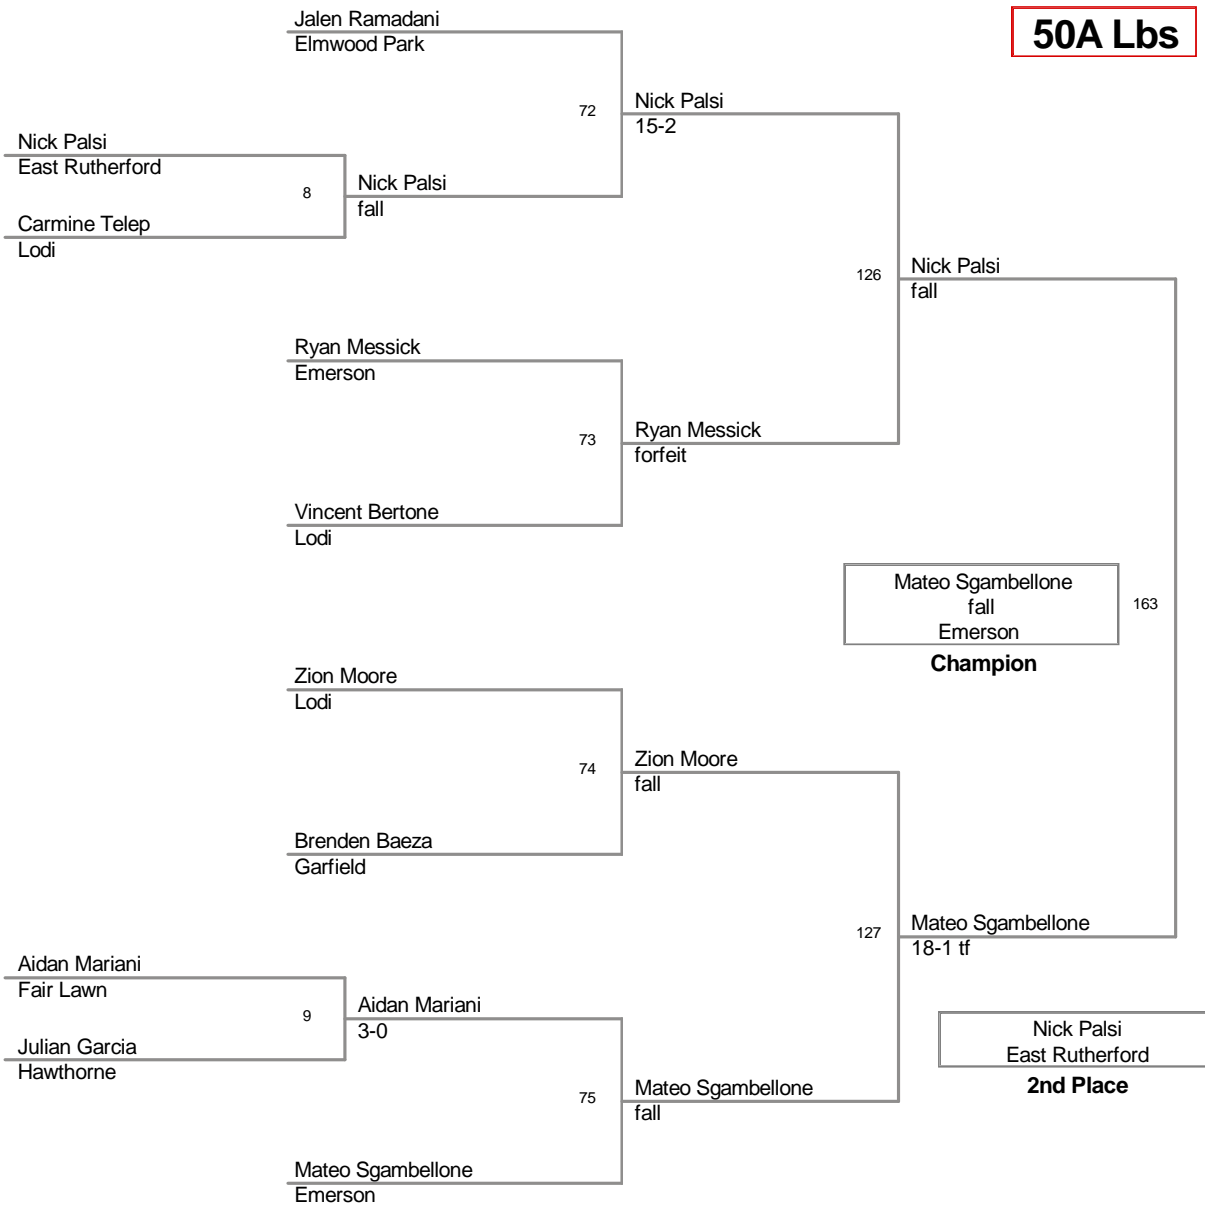 Jalen Ramadani
Elmwood Park
50A Lbs
72
Nick Palsi
15-2
Nick Palsi
East Rutherford
8
Nick Palsi
fall
Carmine Telep
Lodi
126
Nick Palsi
fall
Ryan Messick
Emerson
73
Ryan Messick
forfeit
Vincent Bertone
Lodi
Mateo Sgambellone
fall
Emerson
163
Champion
Zion Moore
Lodi
74
Zion Moore
fall
Brenden Baeza
Garfield
127
Mateo Sgambellone
18-1 tf
Aidan Mariani
Fair Lawn
9
Aidan Mariani
3-0
Julian Garcia
Hawthorne
Nick Palsi
East Rutherford
2nd Place
75
Mateo Sgambellone
fall
Mateo Sgambellone
Emerson